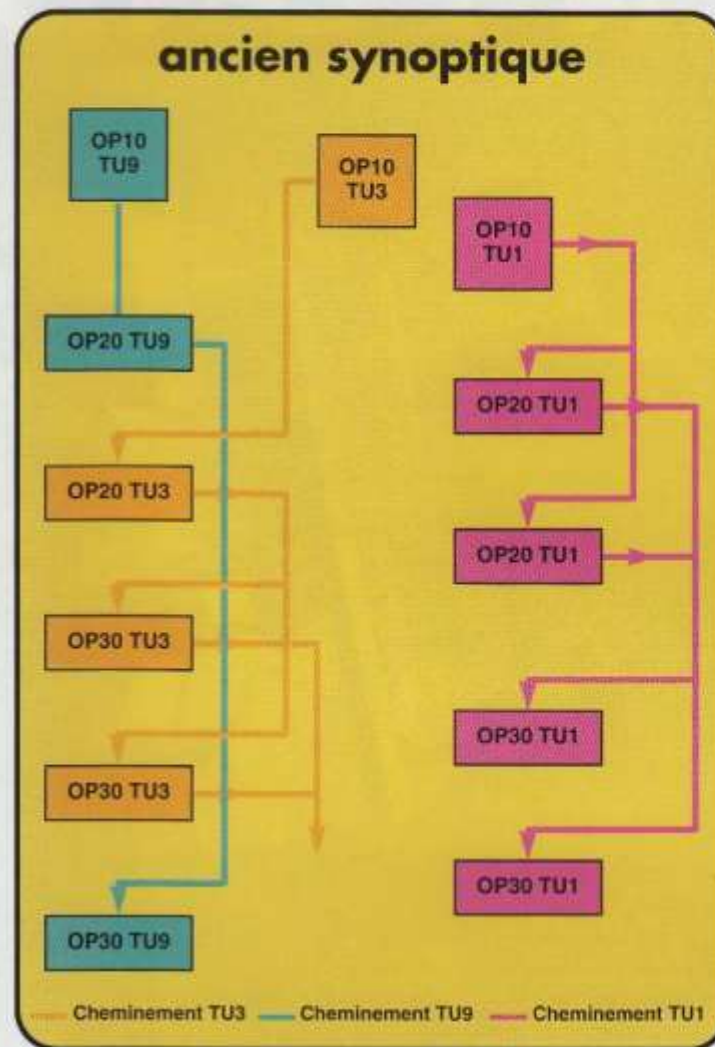 ancien synoptique
OP10
TU9
OP10
TU3
OP10
TU1
OP20 TU9
OP20 TU1
OP20 TU3
OP20 TU1
OP30 TU3
OP30 TU1
OP30 TU3
OP30 TU1
OP30 TU9
Cheminement TU3
Cheminement TU9
Cheminement TU1